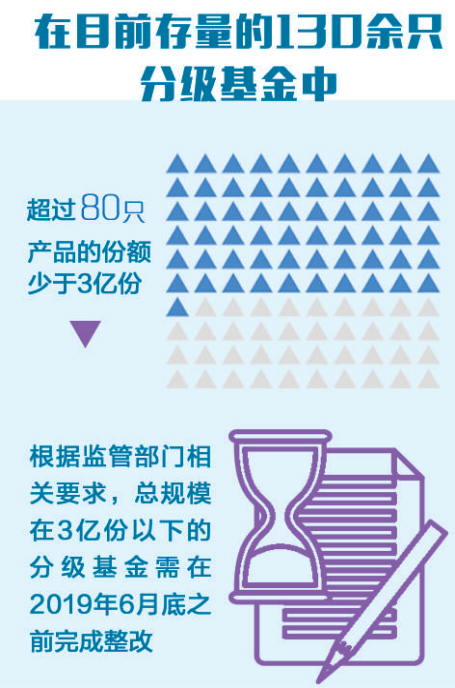 在目前存量的130余只
分级基金中
超过80只
产品的份额
少于3亿份
根据监管部门相
关要求，总规模
在3亿份以下的
分级基金需在
2019年6月底之
前完成整改